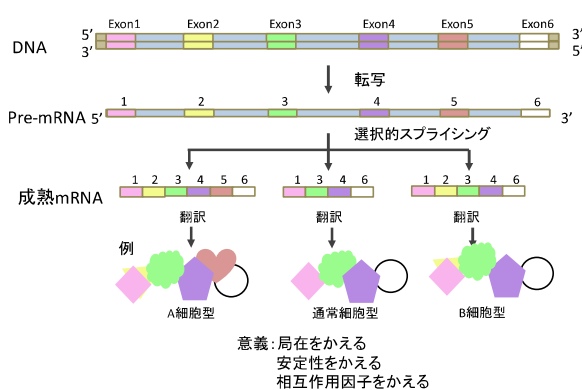 Exon1 Exon2 Exon3 Exon4 Exon5 Exon6
5’ 3’
DNA
3’ 5’
転写
1 2 3 4 5 6
Pre-mRNA 5’ 3’
選択的スプライシング
1 2 3 4 5 6 1 3 4 6 1 2 3 4 6
成熟mRNA
翻訳 翻訳 翻訳
例
A細胞型 通常細胞型 B細胞型
意義：局在をかえる
安定性をかえる
相互作用因子をかえる